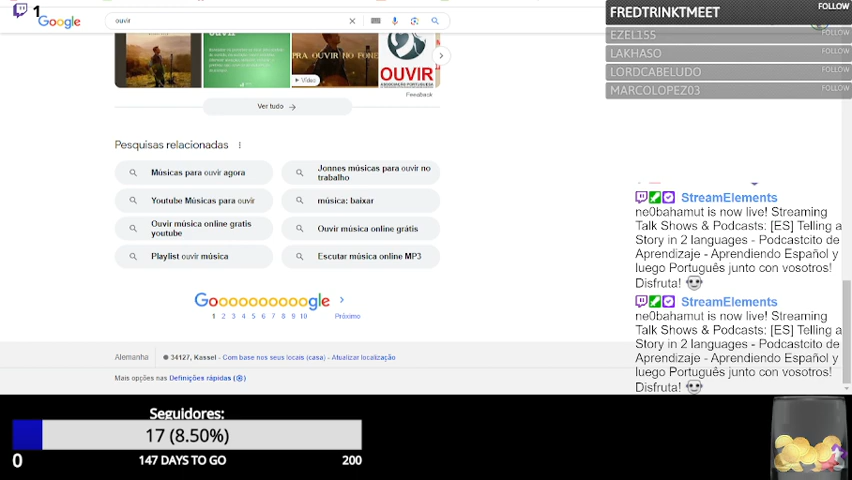 1
Google
ouvir
FREDTRINKTMEET
FOLLOW
EZEL155
FOLLOW
LAKHASO
FOLLOW
LORDCABELUDO
FOLLOW
MARCOLOPEZ03
FOLLOW
PRA OUVIR NO FONE
Vídeo
OUVIR
Feedback
Ver tudo
Pesquisas relacionadas
Músicas para ouvir agora
Jonnes músicas para ouvir no
trabalho
Youtube Músicas para ouvir
música: baixar
Ouvir música online gratis
youtube
Ouvir música online grátis
Playlist ouvir música
Escutar música online MP3
Goooooooooogle
1 2 3 4 5 6 7 8 9 10
Próximo
Alemanha
34127, Kassel - Com base nos seus locais (casa) - Atualizar localização
Mais opções nas Definições rápidas
StreamElements
ne0bahamut is now live! Streaming
Talk Shows & Podcasts: [ES] Telling a
Story in 2 languages - Podcastcito de
Aprendizaje - Aprendiendo Español y
luego Português junto con vosotros!
Disfruta!
StreamElements
ne0bahamut is now live! Streaming
Talk Shows & Podcasts: [ES] Telling a
Story in 2 languages - Podcastcito de
Aprendizaje - Aprendiendo Español y
luego Português junto con vosotros!
Disfruta!
Seguidores:
17 (8.50%)
0
147 DAYS TO GO
200